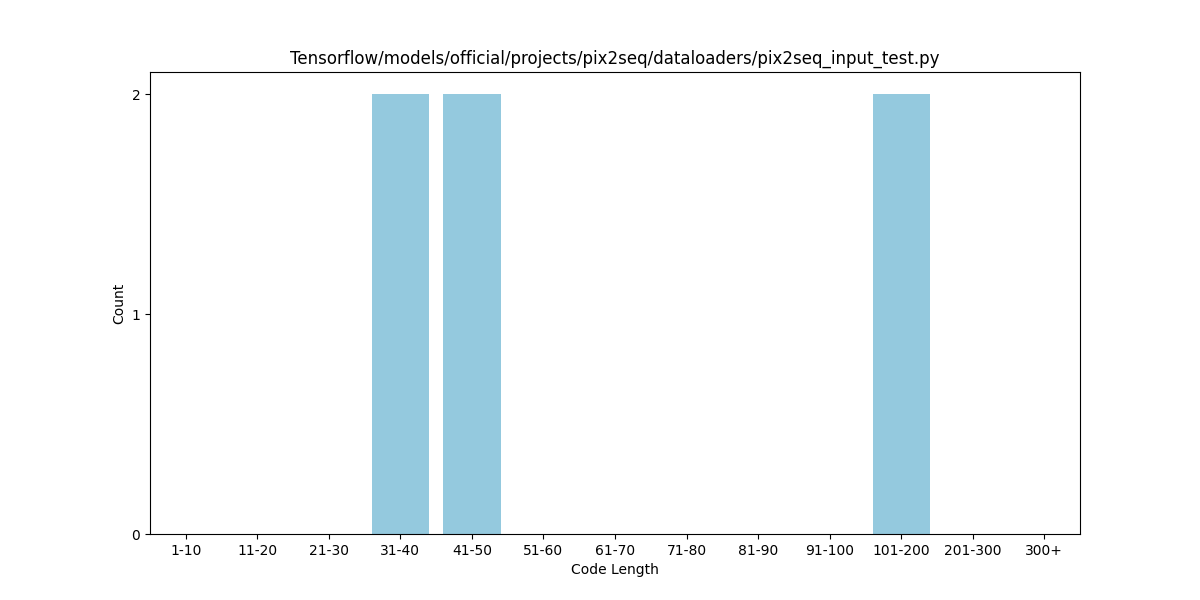 Tensorflow/models/official/projects/pix2seq/dataloaders/pix2seq_input_test.py
2
1
0
Count
1-10 11-20 21-30 31-40 41-50 51-60 61-70 71-80 81-90 91-100 101-200 201-300 300+
Code Length